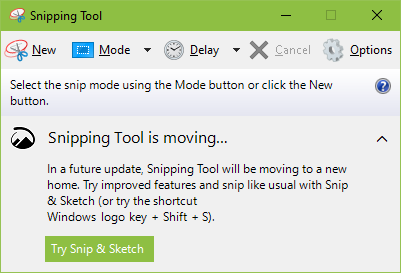 Snipping Tool
New Mode Delay Cancel Options
Select the snip mode using the Mode button or click the New
button.
Snipping Tool is moving...
In a future update, Snipping Tool will be moving to a new
home. Try improved features and snip like usual with Snip
& Sketch (or try the shortcut
Windows logo key + Shift + S).
Try Snip & Sketch